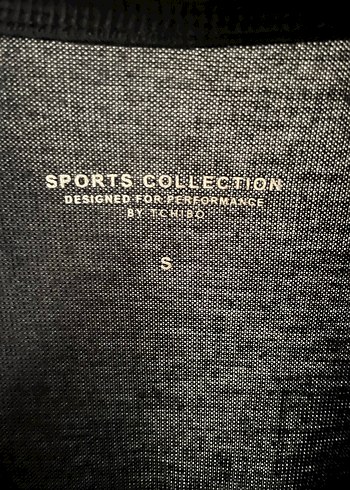 SPORTS COLLECTION
DESIGNED FOR PERFORMANCE
BY TCHIBO
S